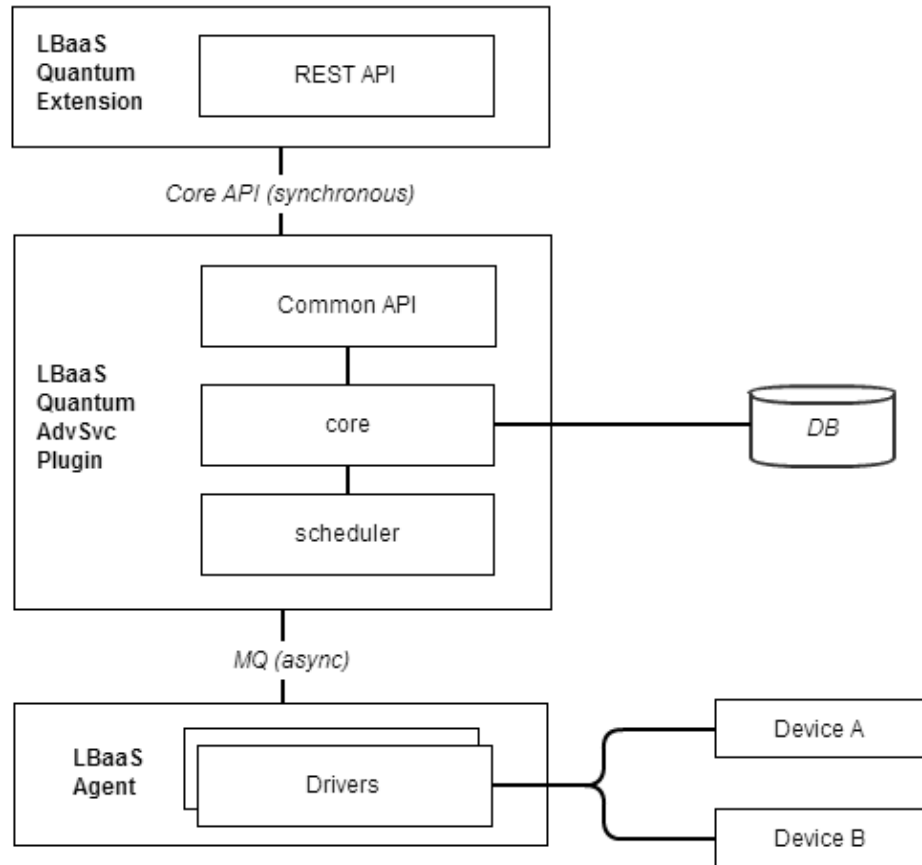 LBaaS
Quantum
Extension
REST API
Core API (synchronous)
Common API
LBaaS
Quantum
AdvSvc
Plugin
core
DB
scheduler
MQ (async)
LBaaS
Agent
Drivers
Device A
Device B